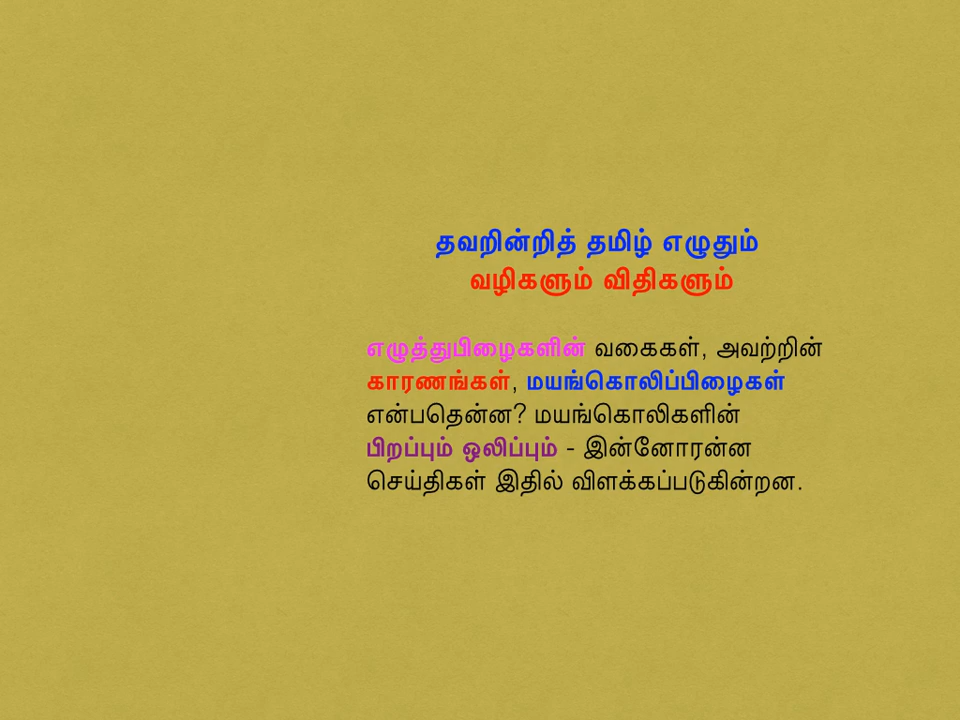 தவறின்றித் தமிழ் எழுதும்
வழிகளும் விதிகளும்
எழுத்துபிழைகளின் வகைகள், அவற்றின்
காரணங்கள், மயங்கொலிப்பிழைகள்
என்பதென்ன? மயங்கொலிகளின்
பிறப்பும் ஒலிப்பும் - இன்னோரன்ன
செய்திகள் இதில் விளக்கப்படுகின்றன.